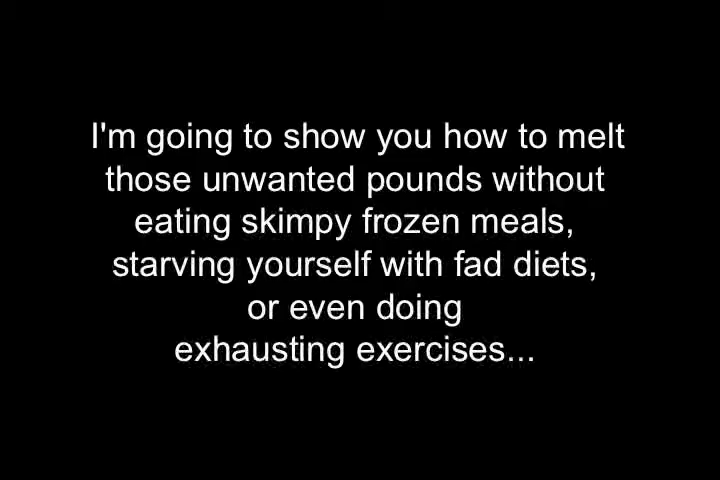 I'm going to show you how to melt
those unwanted pounds without
eating skimpy frozen meals,
starving yourself with fad diets,
or even doing
exhausting exercises...